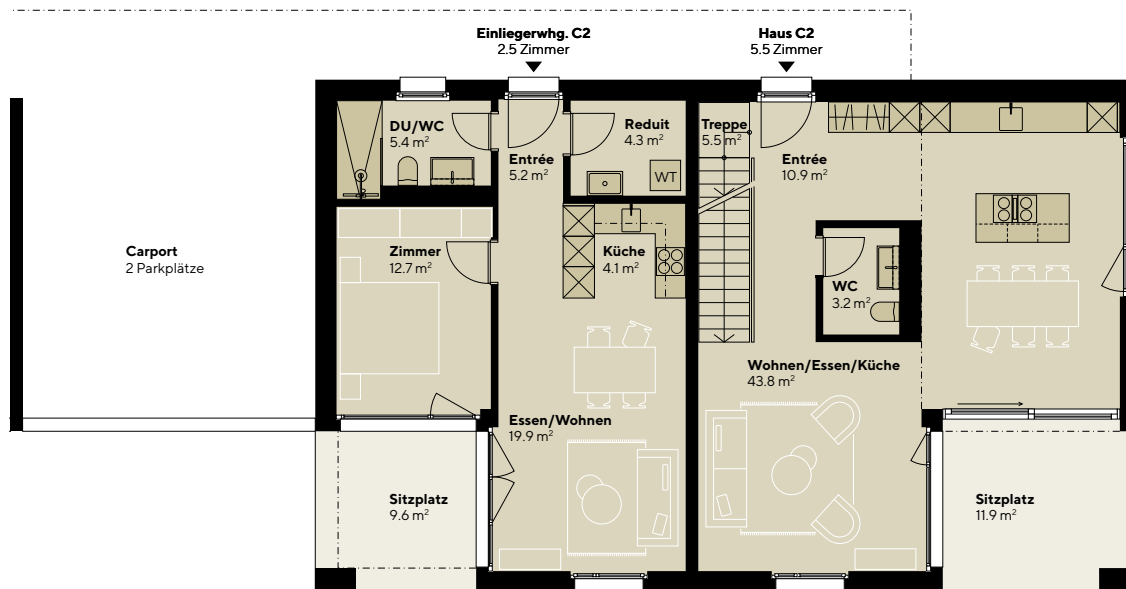 Einliegerwhg. C2
2.5 Zimmer
Haus C2
5.5 Zimmer
DU/WC
5.4 m²
Entrée
5.2 m²
Reduit
4.3 m²
WT
Treppe
5.5 m²
Entrée
10.9 m²
Carport
2 Parkplätze
Zimmer
12.7 m²
Küche
4.1 m²
WC
3.2 m²
Wohnen/Essen/Küche
43.8 m²
Essen/Wohnen
19.9 m²
Sitzplatz
9.6 m²
Sitzplatz
11.9 m²